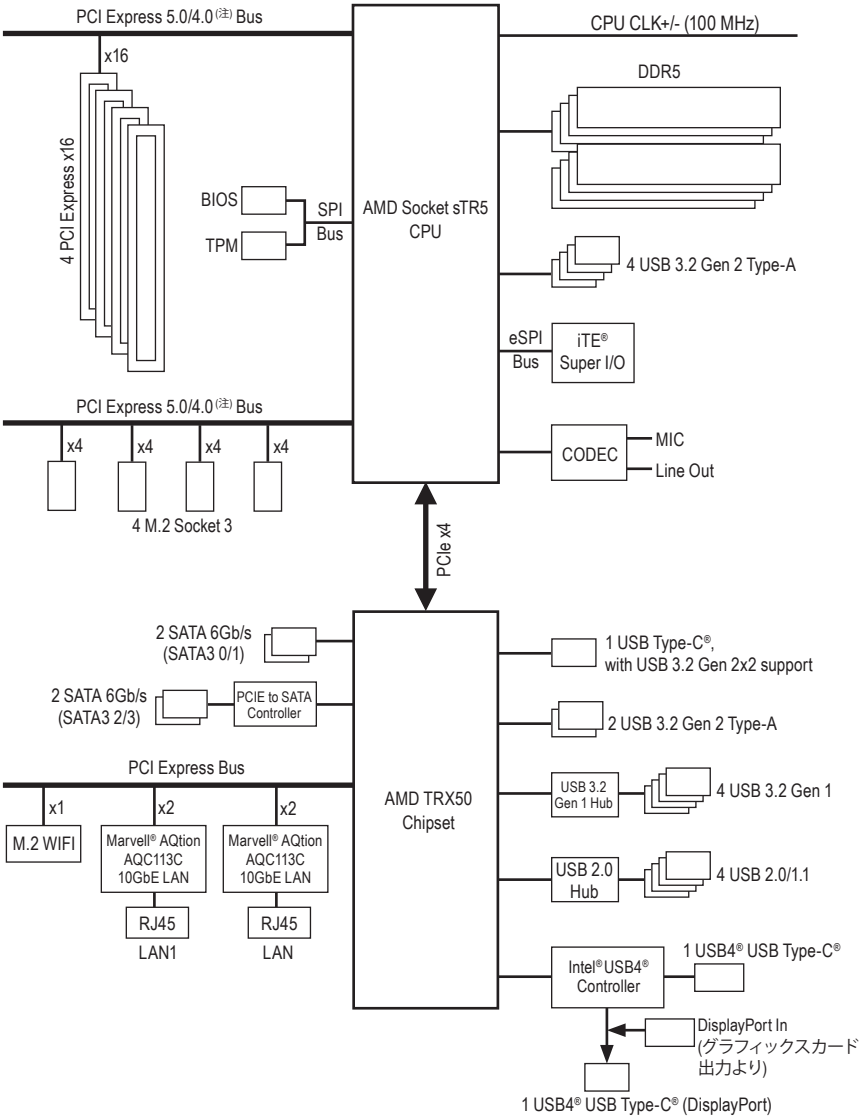 PCI Express 5.0/4.0 (注) Bus
CPU CLK+/- (100 MHz)
x16
DDR5
4 PCI Express x16
BIOS
SPI
Bus
TPM
AMD Socket sTR5
CPU
4 USB 3.2 Gen 2 Type-A
eSPI
Bus
iTE®
Super I/O
PCI Express 5.0/4.0 (注) Bus
x4
x4
x4
x4
CODEC
MIC
Line Out
4 M.2 Socket 3
PCIe x4
2 SATA 6Gb/s
(SATA3 0/1)
1 USB Type-C®,
with USB 3.2 Gen 2x2 support
2 SATA 6Gb/s
(SATA3 2/3)
PCIE to SATA
Controller
2 USB 3.2 Gen 2 Type-A
PCI Express Bus
AMD TRX50
Chipset
USB 3.2
Gen 1 Hub
4 USB 3.2 Gen 1
x1
x2
x2
M.2 WIFI
Marvell® AQtion
AQC113C
10GbE LAN
Marvell® AQtion
AQC113C
10GbE LAN
USB 2.0
Hub
4 USB 2.0/1.1
RJ45
RJ45
LAN1
LAN
Intel® USB4®
Controller
1 USB4® USB Type-C®
DisplayPort In
(グラフィックスカード
出力より)
1 USB4® USB Type-C® (DisplayPort)